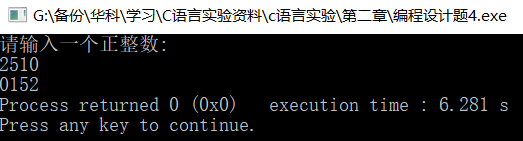 G:\备份\华科\学习\C语言实验资料\c语言实验\第二章\编程设计题4.exe
请输入一个正整数:
2510
0152
Process returned 0 (0x0)   execution time : 6.281 s
Press any key to continue.